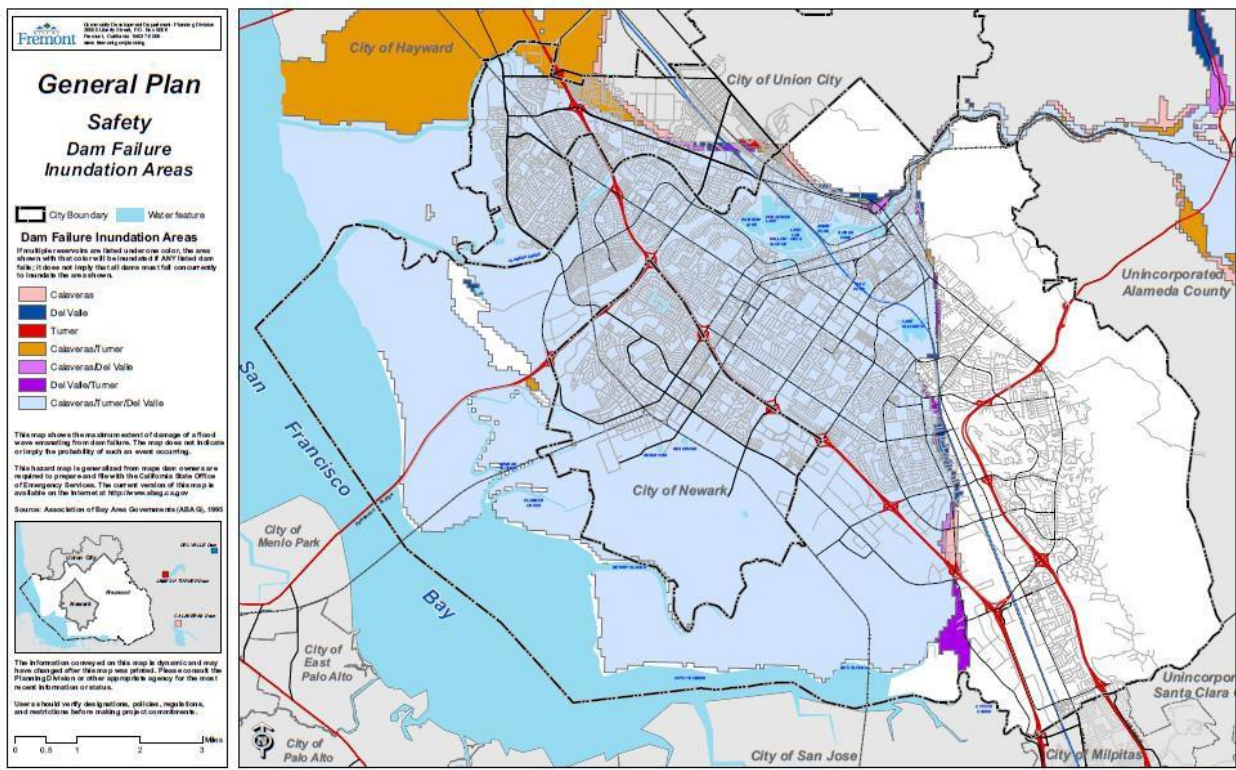 Fremont
General Plan
Safety
Dam Failure
Inundation Areas
City Boundary
Water feature
Dam Failure Inundation Areas
If multiple reservoirs are listed under one color, the area
shown with that color will be inundated if ANY listed dam
fails; it does not imply that all dams must fail concurrently
to inundate the area shown.
Calaveras
Del Valle
Turner
Calaveras/Turner
Calaveras/Del Valle
Del Valle/Turner
Calaveras/Turner/Del Valle
This map shows the maximum extent of damage of a flood
wave emanating from dam failure. The map does not indicate
or imply the probability of such an event occurring.
This hazard map is generalized from maps dam owners are
required to prepare and file with the California State Office
of Emergency Services. The current version of this map is
available on the Internet at http://www.abag.ca.gov
Source: Association of Bay Area Governments (ABAG), 1995
Union City
Newark
Fremont
DEL VALLE Dam
JAMES H TURNER Dam
CALAVERAS Dam
The information conveyed on this map is dynamic and may
have changed after this map was printed. Please consult the
Planning Division or other appropriate agency for the most
recent information or status.
Users should verify designations, policies, regulations,
and restrictions before making project commitments.
Miles
0 0.5 1 2 3
City of Hayward
City of Union City
Unincorporated
Alameda County
San
Francisco
Bay
City of Newark
City of
Menlo Park
City of
East
Palo Alto
City of
Palo Alto
City of San Jose
City of Milpitas
Unincorpor
Santa Clara